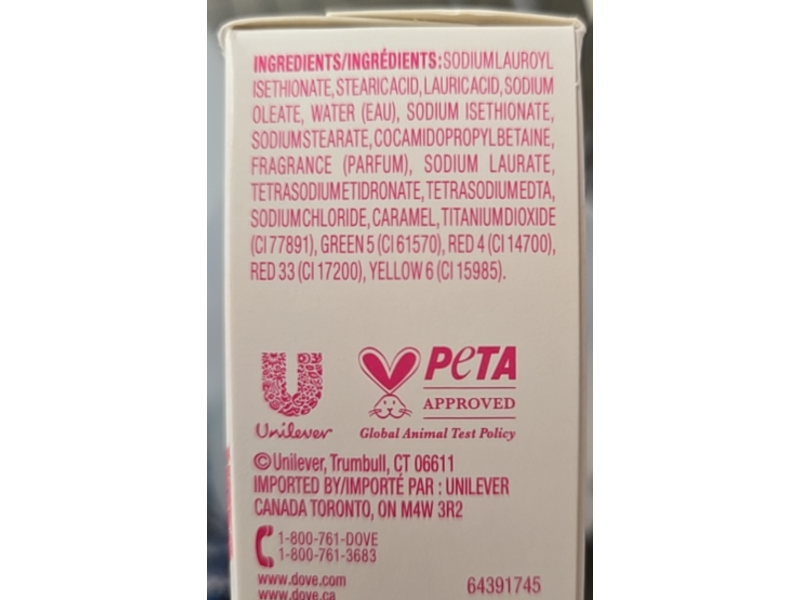 INGREDIENTS/INGRÉDIENTS: SODIUM LAUROYL
ISETHIONATE, STEARIC ACID, LAURIC ACID, SODIUM
OLEATE, WATER (EAU), SODIUM ISETHIONATE,
SODIUM STEARATE, COCAMIDOPROPYL BETAINE,
FRAGRANCE (PARFUM), SODIUM LAURATE,
TETRASODIUM ETIDRONATE, TETRASODIUM EDTA,
SODIUM CHLORIDE, CARAMEL, TITANIUM DIOXIDE
(CI 77891), GREEN 5 (CI 61570), RED 4 (CI 14700),
RED 33 (CI 17200), YELLOW 6 (CI 15985).
Unilever
PeTA
APPROVED
Global Animal Test Policy
© Unilever, Trumbull, CT 06611
IMPORTED BY/IMPORTÉ PAR : UNILEVER
CANADA TORONTO, ON M4W 3R2
1-800-761-DOVE
1-800-761-3683
www.dove.com
www.dove.ca
64391745